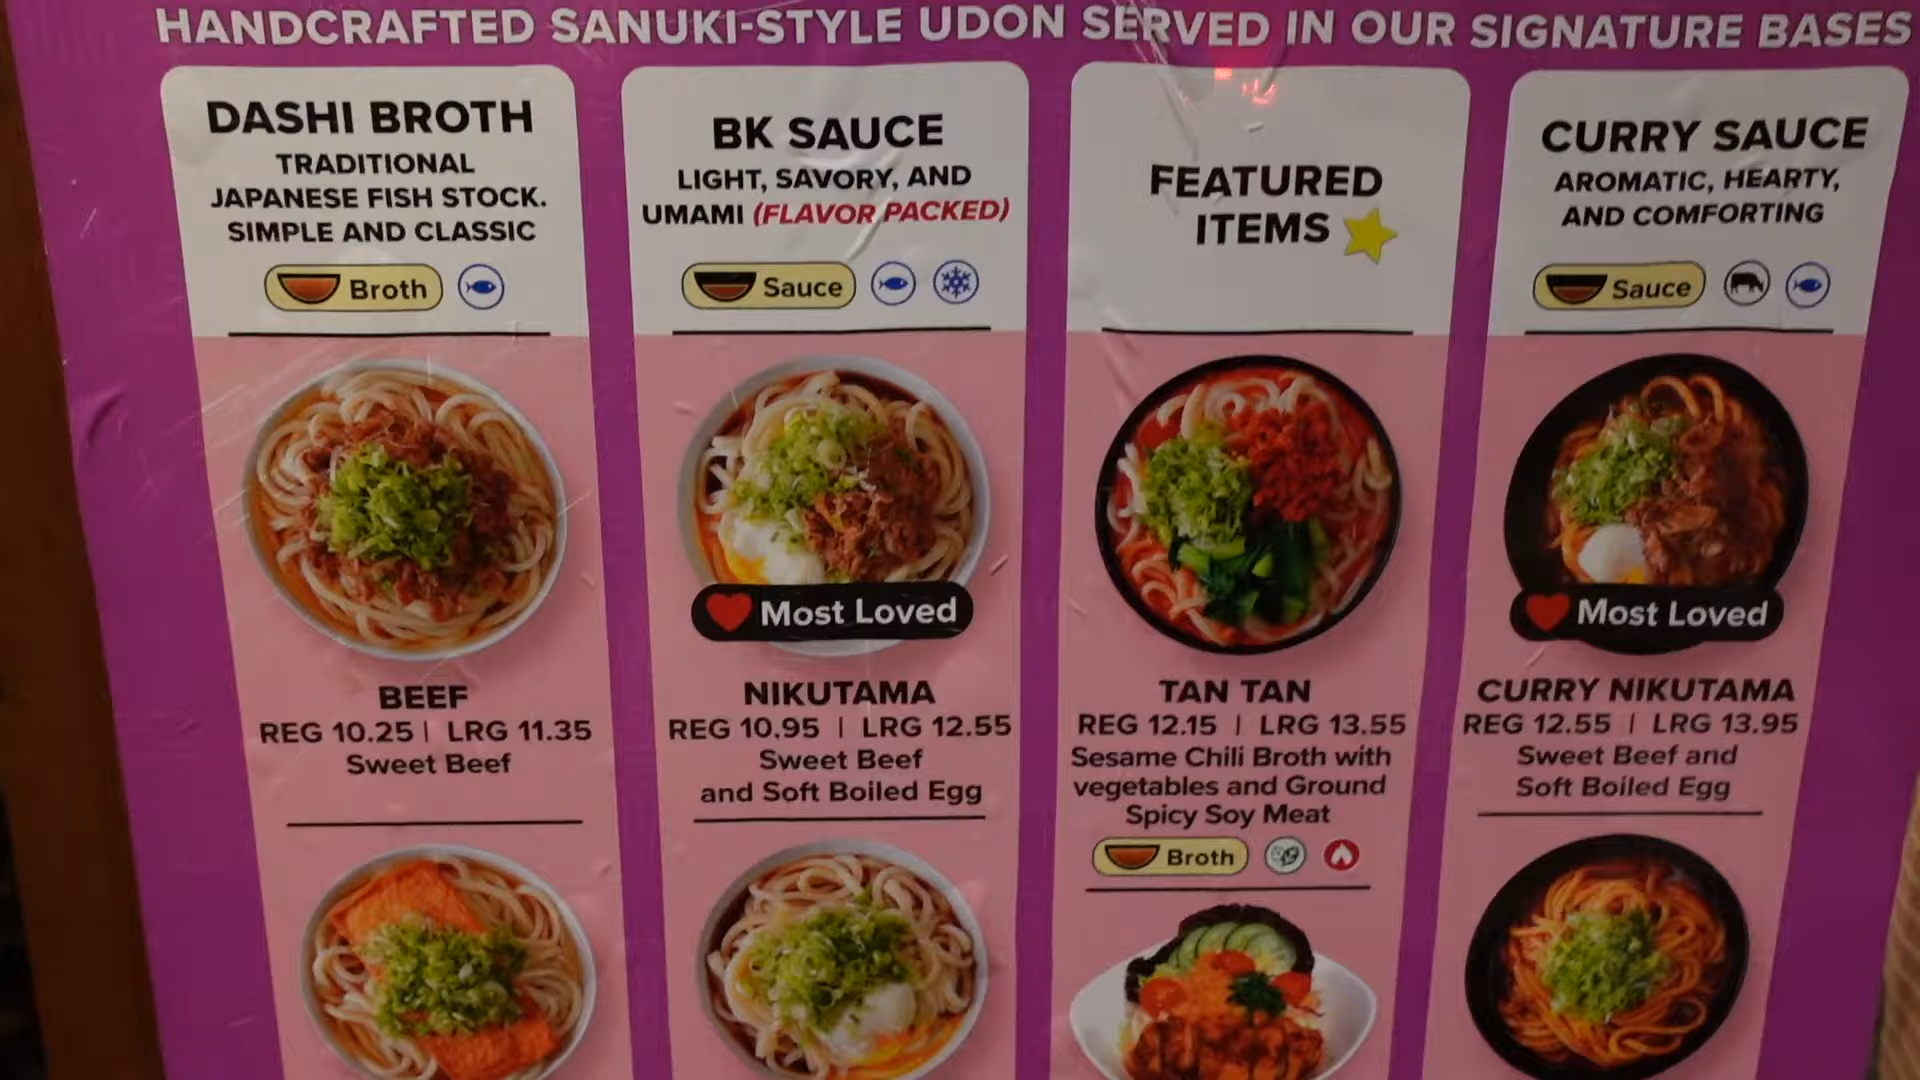 HANDCRAFTED SANUKI-STYLE UDON SERVED IN OUR SIGNATURE BASES
DASHI BROTH
TRADITIONAL
JAPANESE FISH STOCK.
SIMPLE AND CLASSIC
Broth
BEEF
REG 10.25 | LRG 11.35
Sweet Beef
BK SAUCE
LIGHT, SAVORY, AND
UMAMI (FLAVOR PACKED)
Sauce
Most Loved
NIKUTAMA
REG 10.95 | LRG 12.55
Sweet Beef
and Soft Boiled Egg
FEATURED
ITEMS
TAN TAN
REG 12.15 | LRG 13.55
Sesame Chili Broth with
vegetables and Ground
Spicy Soy Meat
Broth
CURRY SAUCE
AROMATIC, HEARTY,
AND COMFORTING
Sauce
Most Loved
CURRY NIKUTAMA
REG 12.55 | LRG 13.95
Sweet Beef and
Soft Boiled Egg